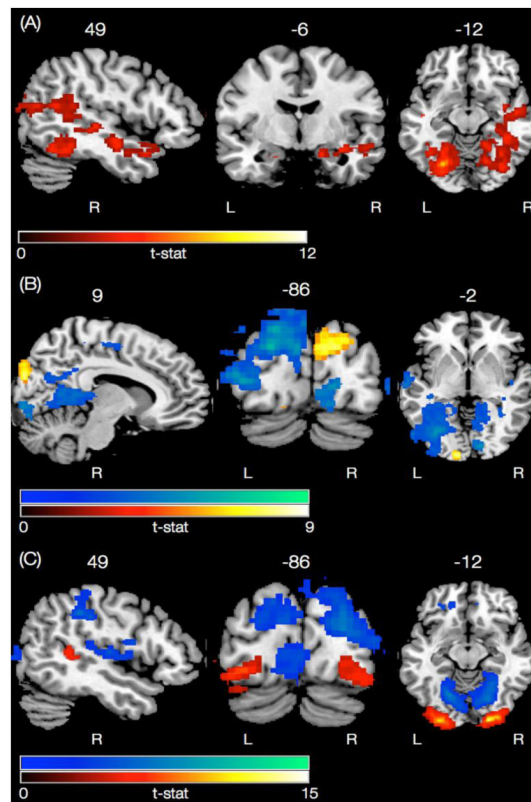 (A)
49 -6 -12
R L R L R
0 t-stat 12
(B)
9 -86 -2
R L R L R
0 t-stat 9
(C)
49 -86 -12
R L R L R
0 t-stat 15